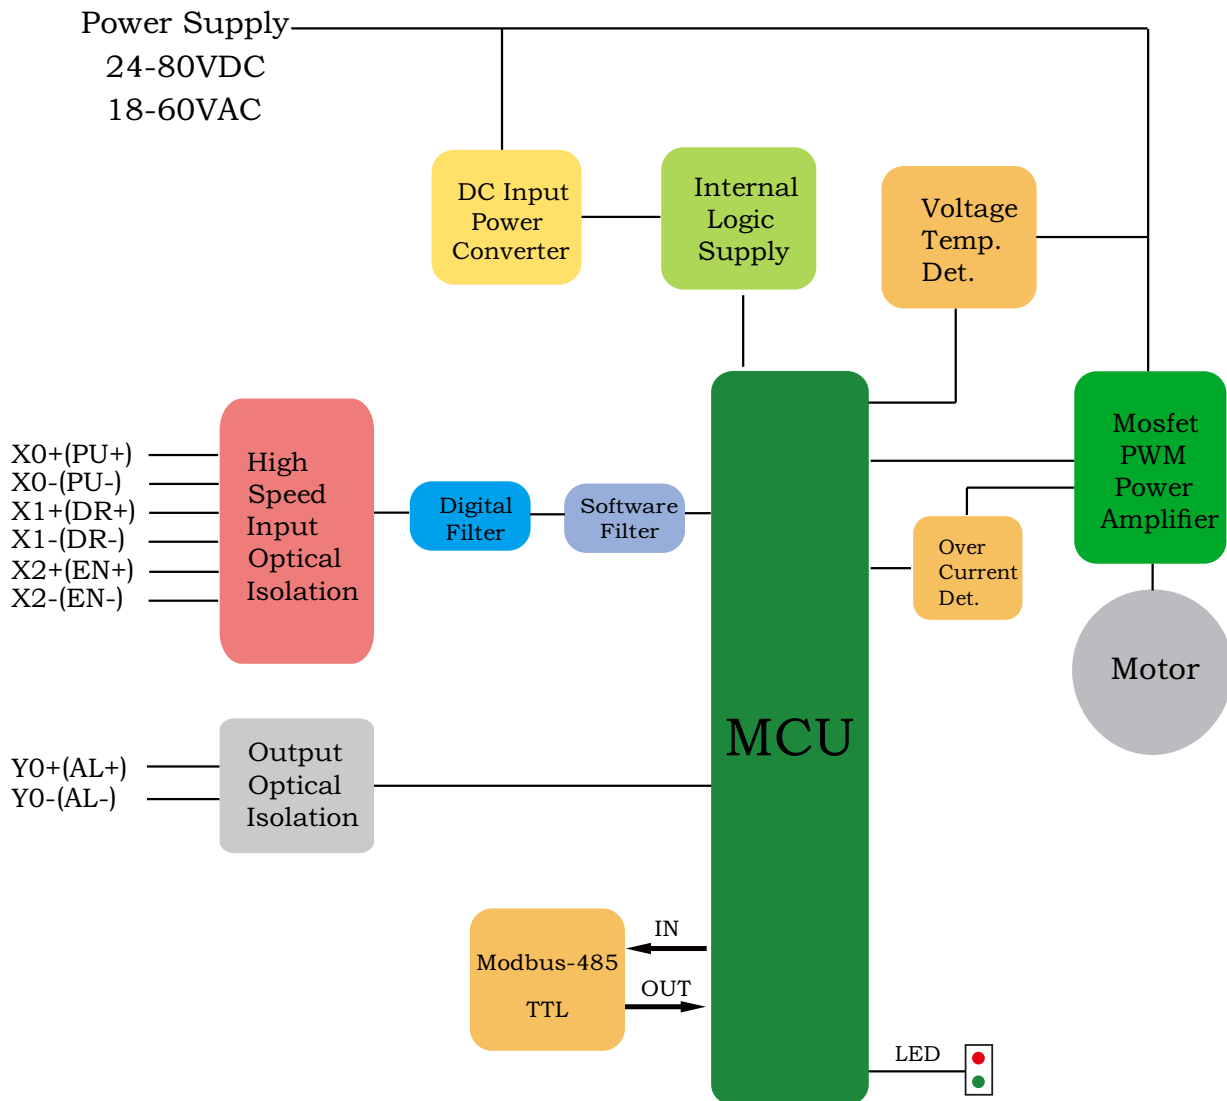 Power Supply
24-80VDC
18-60VAC
DC Input
Power
Converter
Internal
Logic
Supply
Voltage
Temp.
Det.
X0+(PU+)
X0-(PU-)
X1+(DR+)
X1-(DR-)
X2+(EN+)
X2-(EN-)
High
Speed
Input
Optical
Isolation
Digital
Filter
Software
Filter
Mosfet
PWM
Power
Amplifier
Over
Current
Det.
Motor
MCU
Y0+(AL+)
Y0-(AL-)
Output
Optical
Isolation
Modbus-485
TTL
IN
OUT
LED